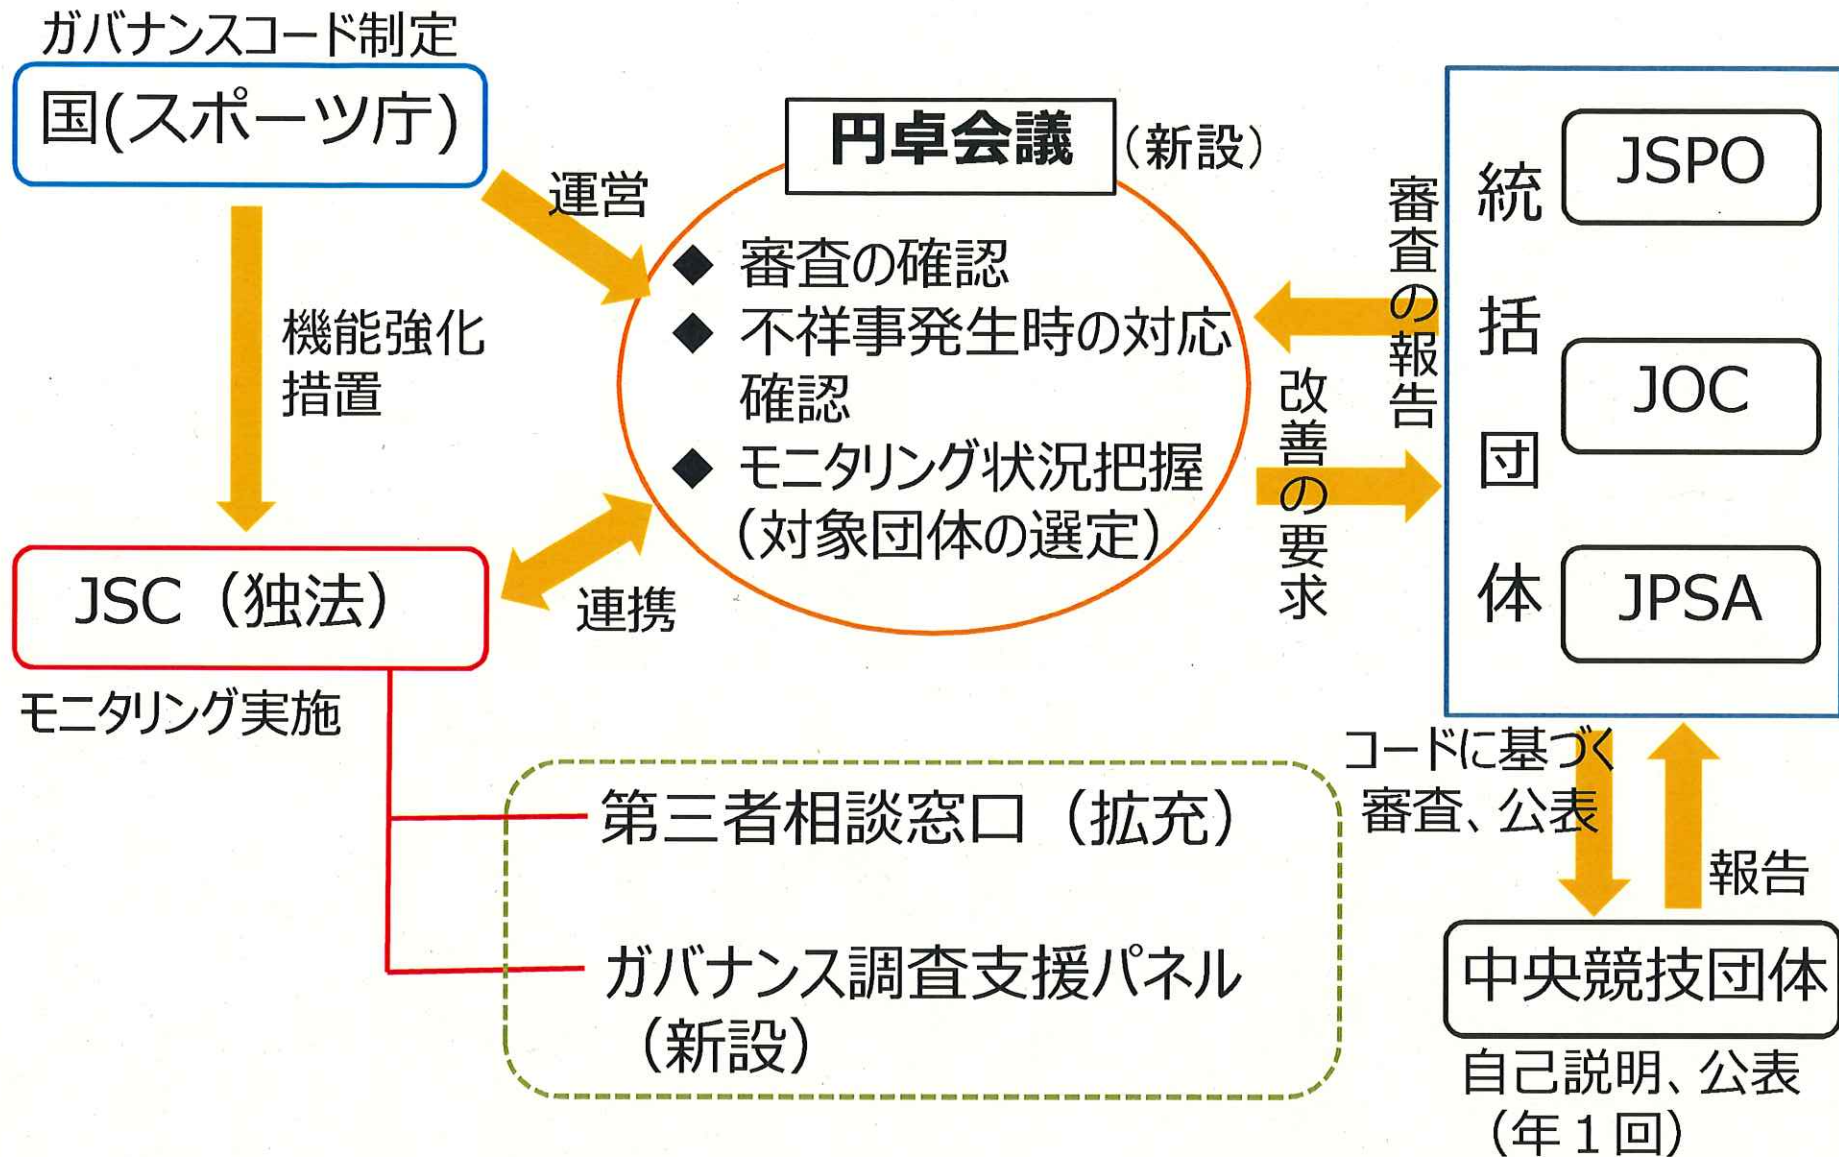 ガバナンスコード制定
国(スポーツ庁)
運営
機能強化
措置
円卓会議
(新設)
◆ 審査の確認
◆ 不祥事発生時の対応
確認
◆ モニタリング状況把握
(対象団体の選定)
連携
JSC(独法)
モニタリング実施
第三者相談窓口(拡充)
ガバナンス調査支援パネル
(新設)
審査の報告
改善の要求
統括団体
JSPO
JOC
JPSA
コードに基づく
審査、公表
報告
中央競技団体
自己説明、公表
(年1回)